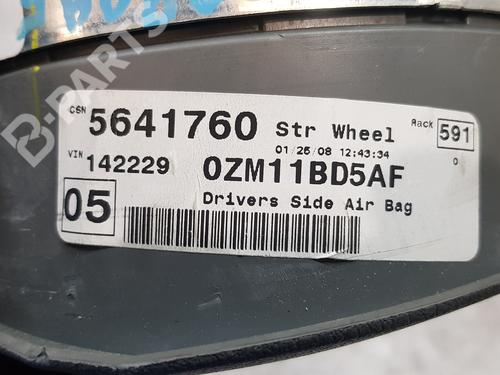 CSN 5641760 Str Wheel Rack 591
01/25/08 12:43:34 0
VIN 142229 0ZM11BD5AF
05 Drivers Side Air Bag
B-PARTS